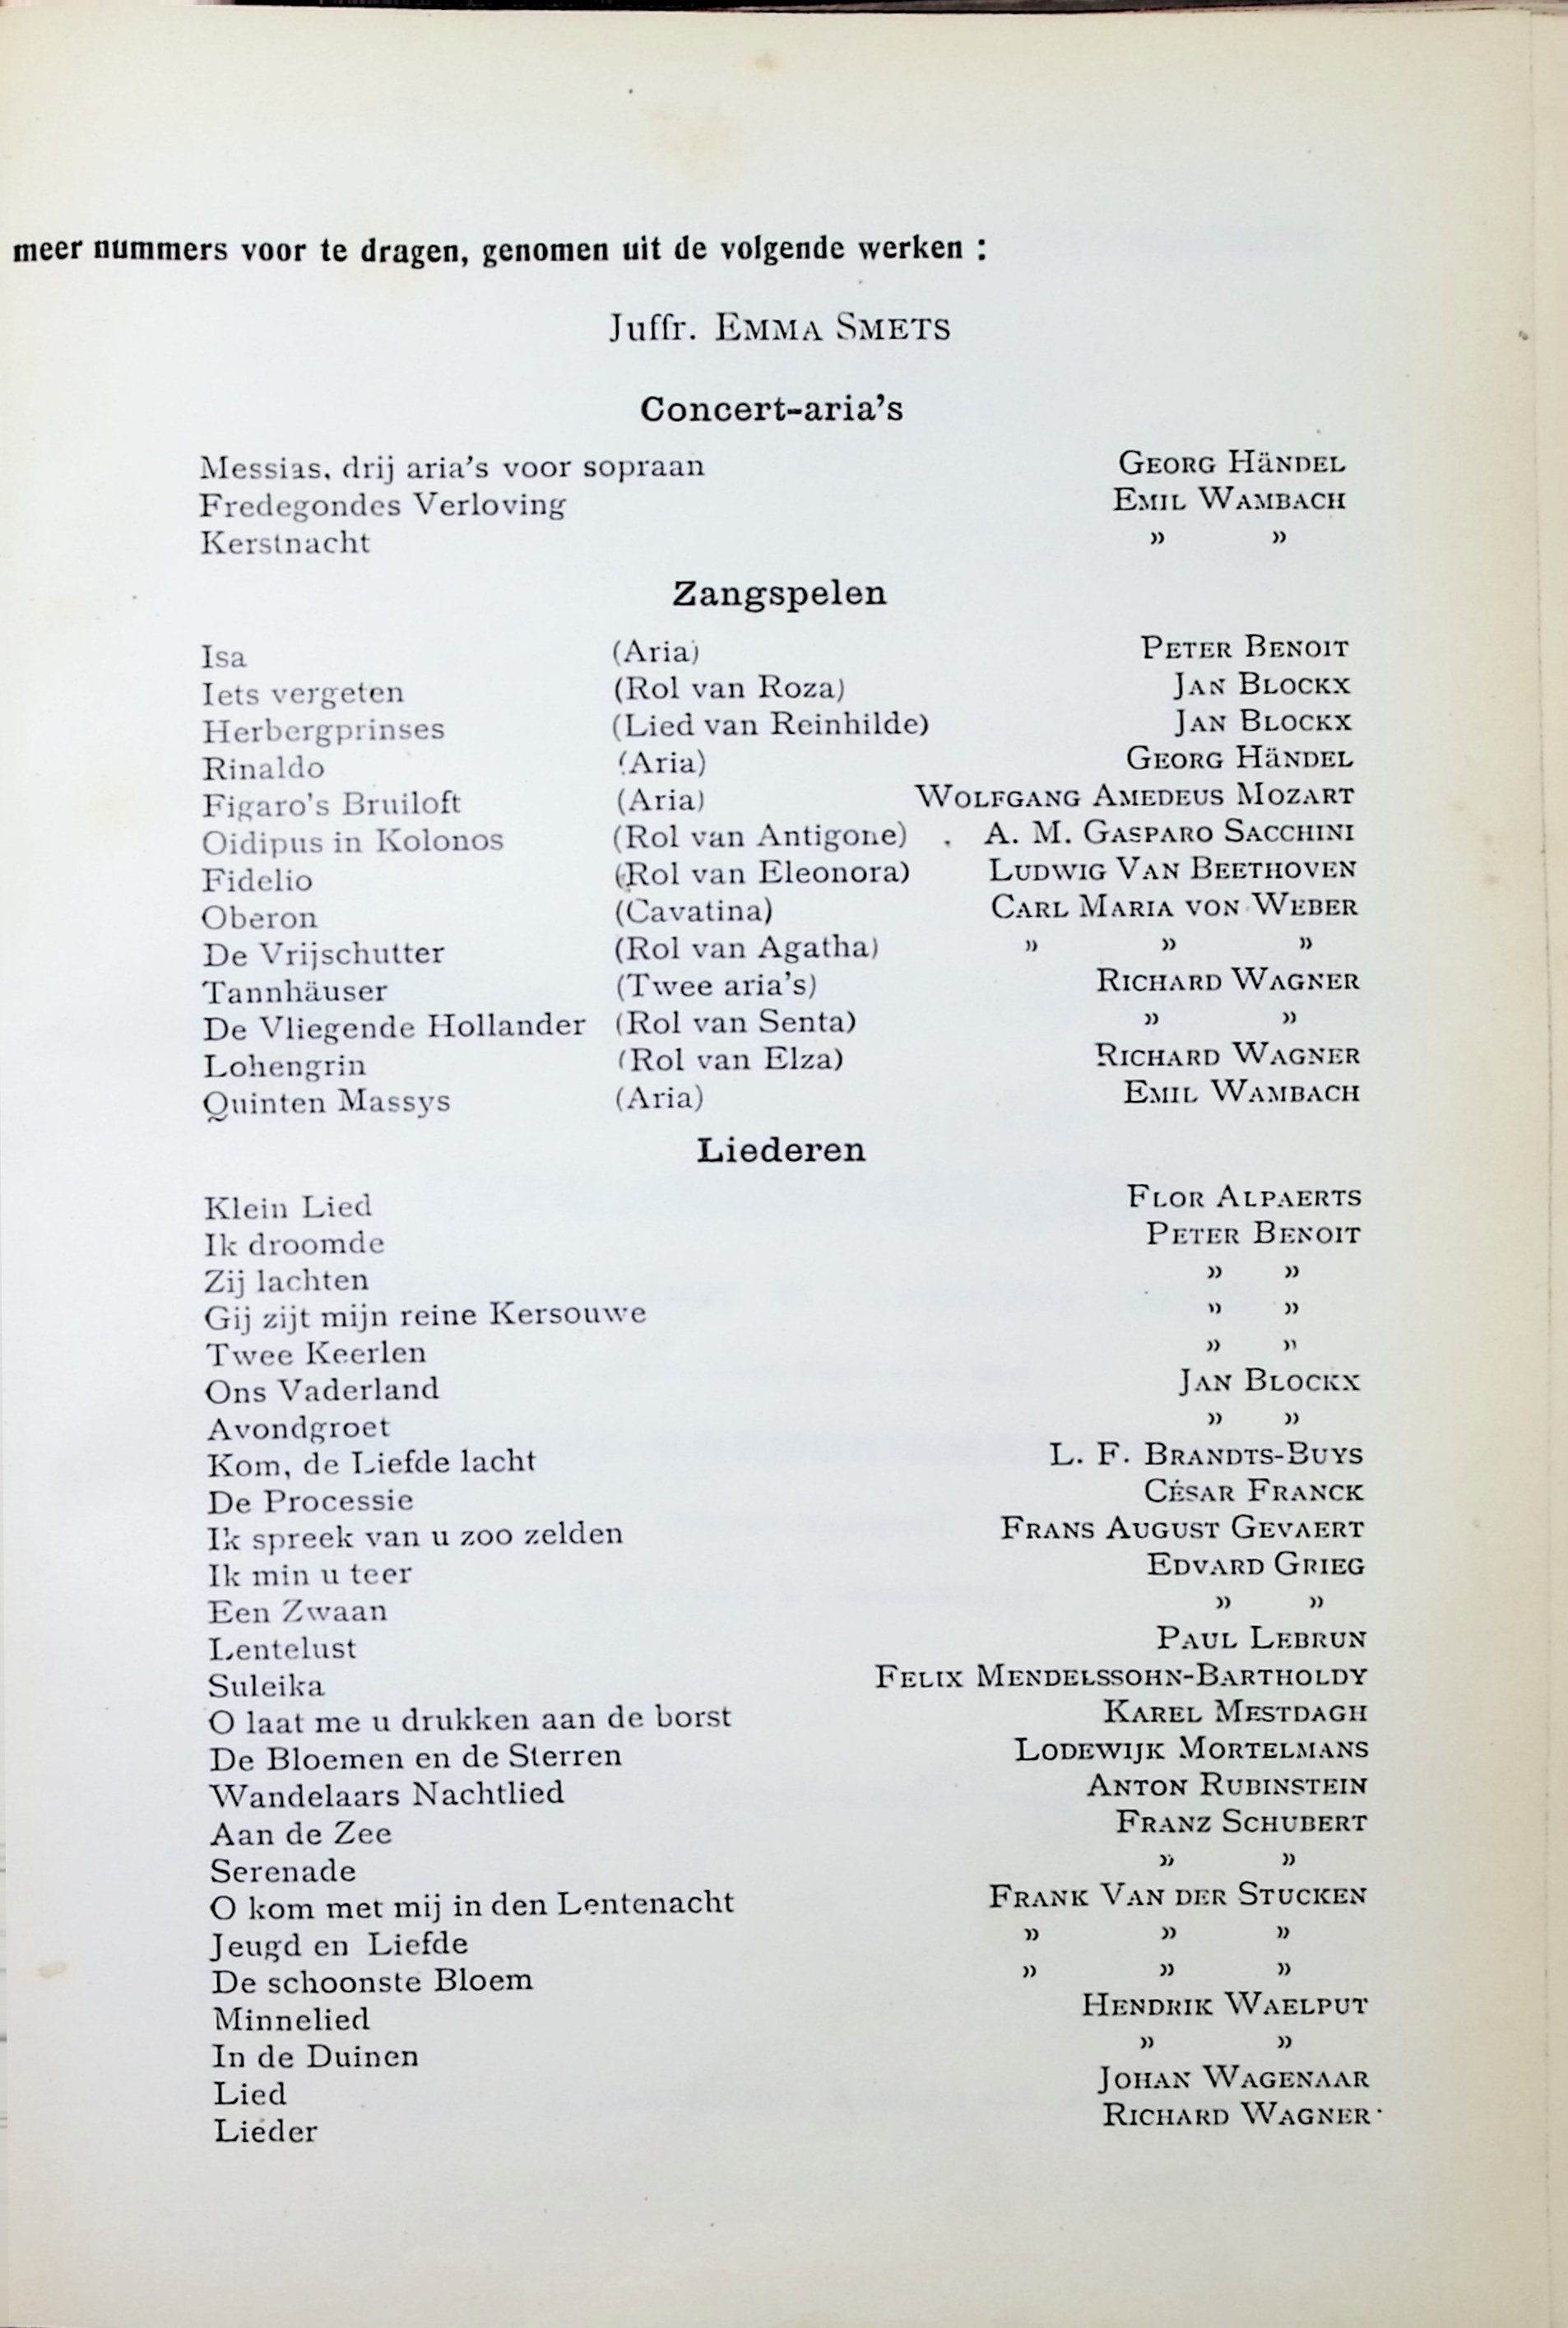 meer nummers voor te dragen, genomen uit de volgende werken :
Juffr. EMMA SMETS
Concert-aria's
Messias, drij aria's voor sopraan GEORG HäNDEL
Fredegondes Verloving EMIL WAMBACH
Kerstnacht » »
Zangspelen
Isa (Aria) PETER BENOIT
Iets vergeten (Rol van Roza) JAN BLOCKX
Herbergprinses (Lied van Reinhilde) JAN BLOCKX
Rinaldo (Aria) GEORG HäNDEL
Figaro's Bruiloft (Aria) WOLFGANG AMEDEUS MOZART
Oidipus in Kolonos (Rol van Antigone) . A. M. GASPARO SACCHINI
Fidelio (Rol van Eleonora) LUDWIG VAN BEETHOVEN
Oberon (Cavatina) CARL MARIA VON WEBER
De Vrijschutter (Rol van Agatha) » » »
Tannhäuser (Twee aria's) RICHARD WAGNER
De Vliegende Hollander (Rol van Senta) » »
Lohengrin (Rol van Elza) RICHARD WAGNER
Quinten Massys (Aria) EMIL WAMBACH
Liederen
Klein Lied FLOR ALPAERTS
Ik droomde PETER BENOIT
Zij lachten » »
Gij zijt mijn reine Kersouwe » »
Twee Keerlen » »
Ons Vaderland JAN BLOCKX
Avondgroet » »
Kom, de Liefde lacht L. F. BRANDTS-BUYS
De Processie CÉSAR FRANCK
Ik spreek van u zoo zelden FRANS AUGUST GEVAERT
Ik min u teer EDVARD GRIEG
Een Zwaan » »
Lentelust PAUL LEBRUN
Suleika FELIX MENDELSSOHN-BARTHOLDY
O laat me u drukken aan de borst KAREL MESTDAGH
De Bloemen en de Sterren LODEWIJK MORTELMANS
Wandelaars Nachtlied ANTON RUBINSTEIN
Aan de Zee FRANZ SCHUBERT
Serenade » »
O kom met mij in den Lentenacht FRANK VAN DER STUCKEN
Jeugd en Liefde » » »
De schoonste Bloem » » »
Minnelied HENDRIK WAELPUT
In de Duinen » »
Lied JOHAN WAGENAAR
Lieder RICHARD WAGNER